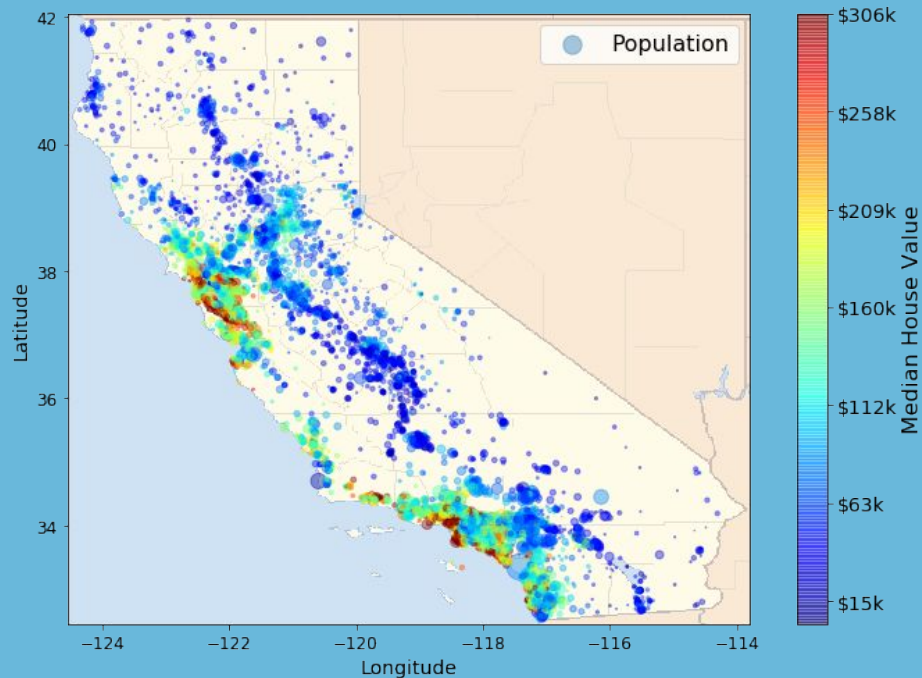 Population
42
40
38
36
34
Latitude
−124
−122
−120
−118
−116
−114
Longitude
$306k
$258k
$209k
$160k
$112k
$63k
$15k
Median House Value